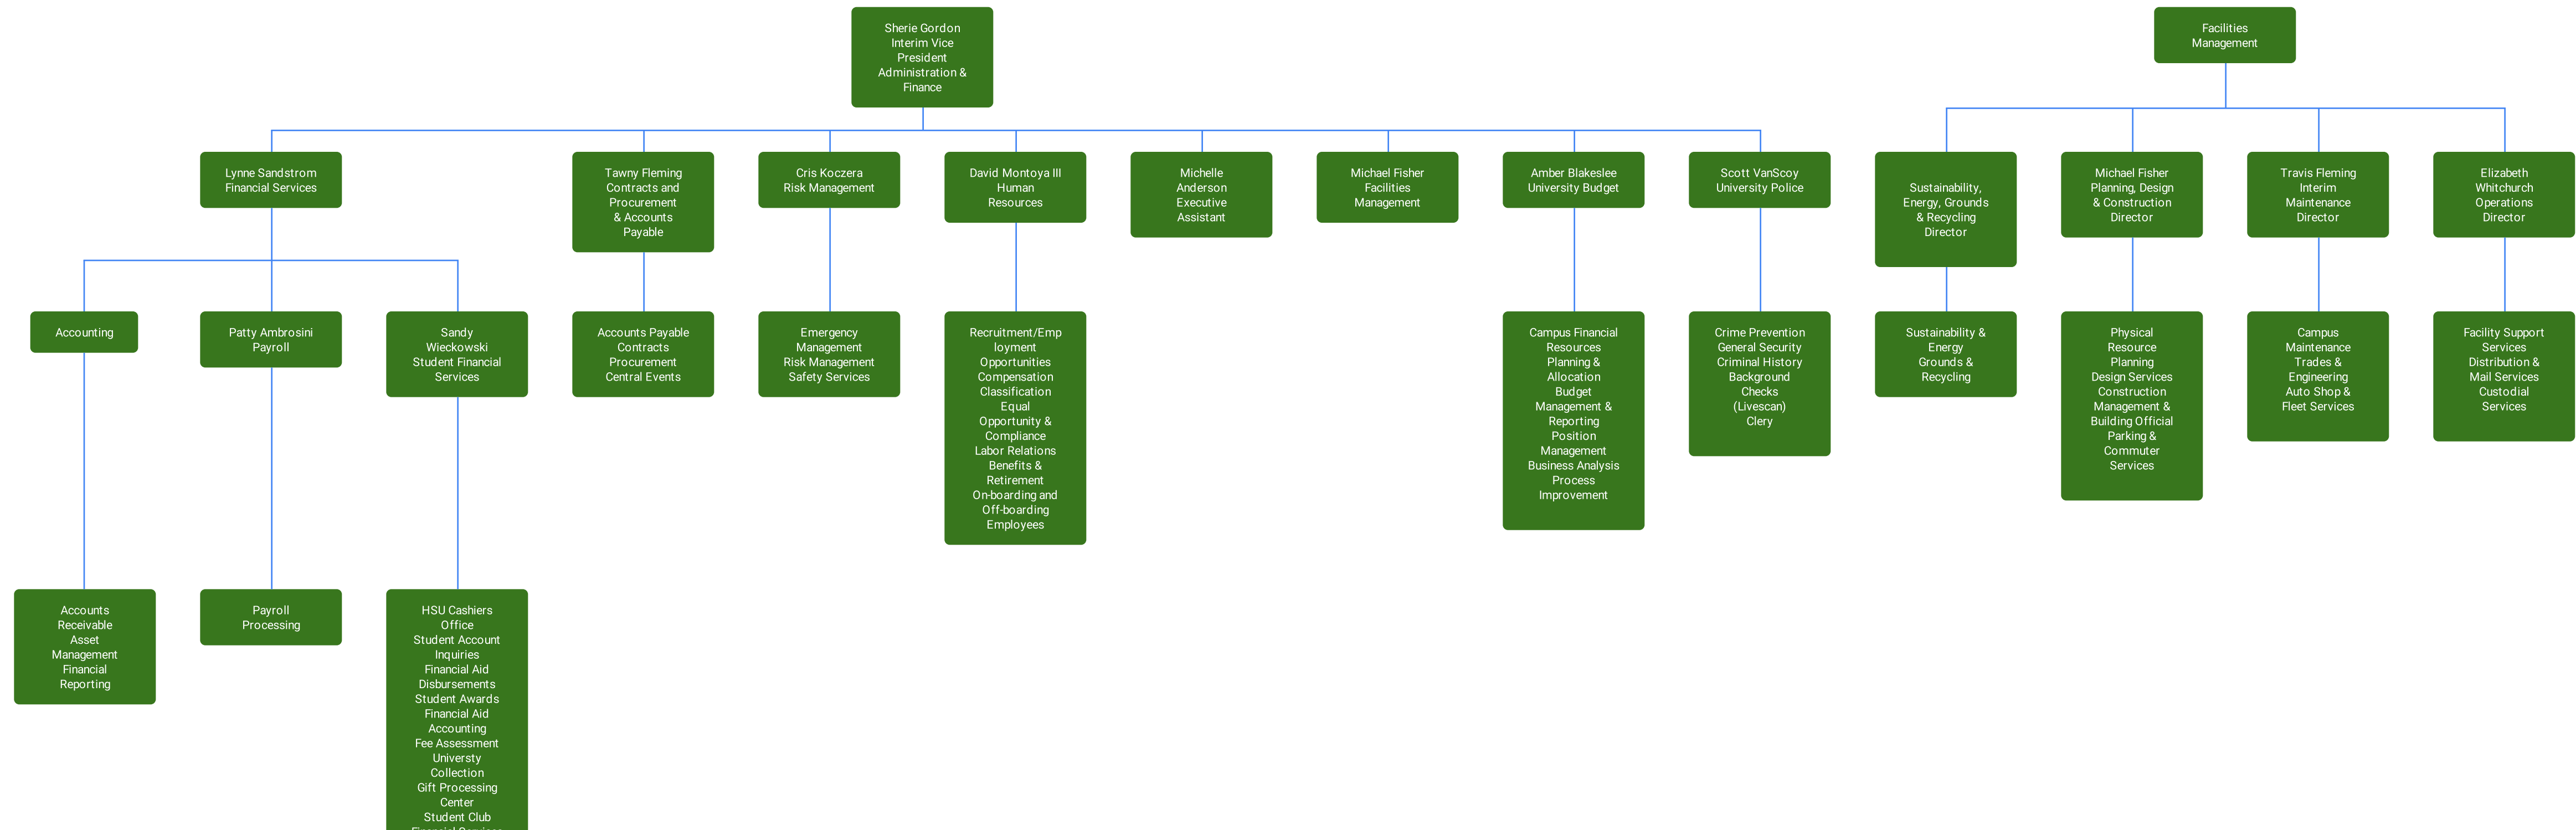 Sherie Gordon
Interim Vice
President
Administration &
Finance
Facilities
Management
Lynne Sandstrom
Financial Services
Tawny Fleming
Contracts and
Procurement
& Accounts
Payable
Cris Koczera
Risk Management
David Montoya III
Human
Resources
Michelle
Anderson
Executive
Assistant
Michael Fisher
Facilities
Management
Amber Blakeslee
University Budget
Scott VanScoy
University Police
Sustainability,
Energy, Grounds
& Recycling
Director
Michael Fisher
Planning, Design
& Construction
Director
Travis Fleming
Interim
Maintenance
Director
Elizabeth
Whitchurch
Operations
Director
Accounting
Patty Ambrosini
Payroll
Sandy
Wieckowski
Student Financial
Services
Accounts Payable
Contracts
Procurement
Central Events
Emergency
Management
Risk Management
Safety Services
Recruitment/Emp
loyment
Opportunities
Compensation
Classification
Equal
Opportunity &
Compliance
Labor Relations
Benefits &
Retirement
On-boarding and
Off-boarding
Employees
Campus Financial
Resources
Planning &
Allocation
Budget
Management &
Reporting
Position
Management
Business Analysis
Process
Improvement
Crime Prevention
General Security
Criminal History
Background
Checks
(Livescan)
Clery
Sustainability &
Energy
Grounds &
Recycling
Physical
Resource
Planning
Design Services
Construction
Management &
Building Official
Parking &
Commuter
Services
Campus
Maintenance
Trades &
Engineering
Auto Shop &
Fleet Services
Facility Support
Services
Distribution &
Mail Services
Custodial
Services
Accounts
Receivable
Asset
Management
Financial
Reporting
Payroll
Processing
HSU Cashiers
Office
Student Account
Inquiries
Financial Aid
Disbursements
Student Awards
Financial Aid
Accounting
Fee Assessment
Universty
Collection
Gift Processing
Center
Student Club